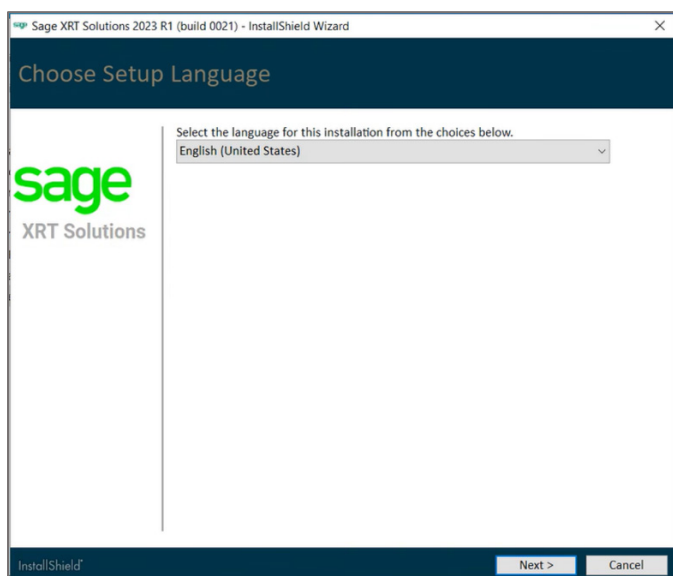 sage Sage XRT Solutions 2023 R1 (build 0021) - InstallShield Wizard
Choose Setup Language
Select the language for this installation from the choices below.
English (United States)
sage
XRT Solutions
InstallShield
Next >
Cancel